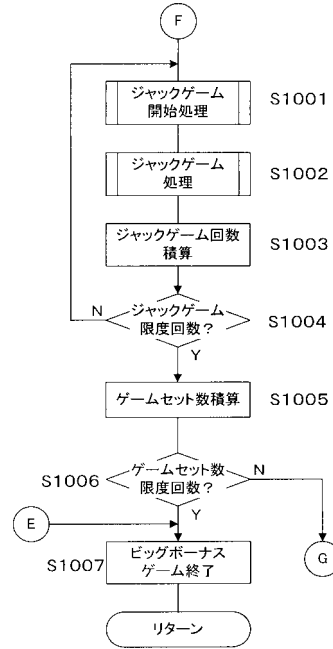 F
ジャックゲーム
開始処理
S1001
ジャックゲーム
処理
S1002
ジャックゲーム回数
積算
S1003
ジャックゲーム
限度回数？
S1004
N
Y
ゲームセット数積算
S1005
ゲームセット数
限度回数？
S1006
N
Y
E
G
ビッグボーナス
ゲーム終了
S1007
リターン